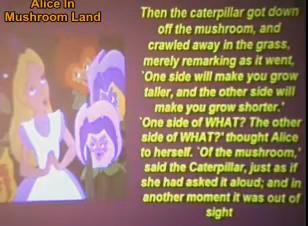 Alice In
Mushroom Land
Then the caterpillar got down
off the mushroom, and
crawled away in the grass,
merely remarking as it went,
`One side will make you grow
taller, and the other side will
make you grow shorter.'
`One side of WHAT? The other
side of WHAT?' thought Alice
to herself. `Of the mushroom,'
said the Caterpillar, just as if
she had asked it aloud; and in
another moment it was out of
sight